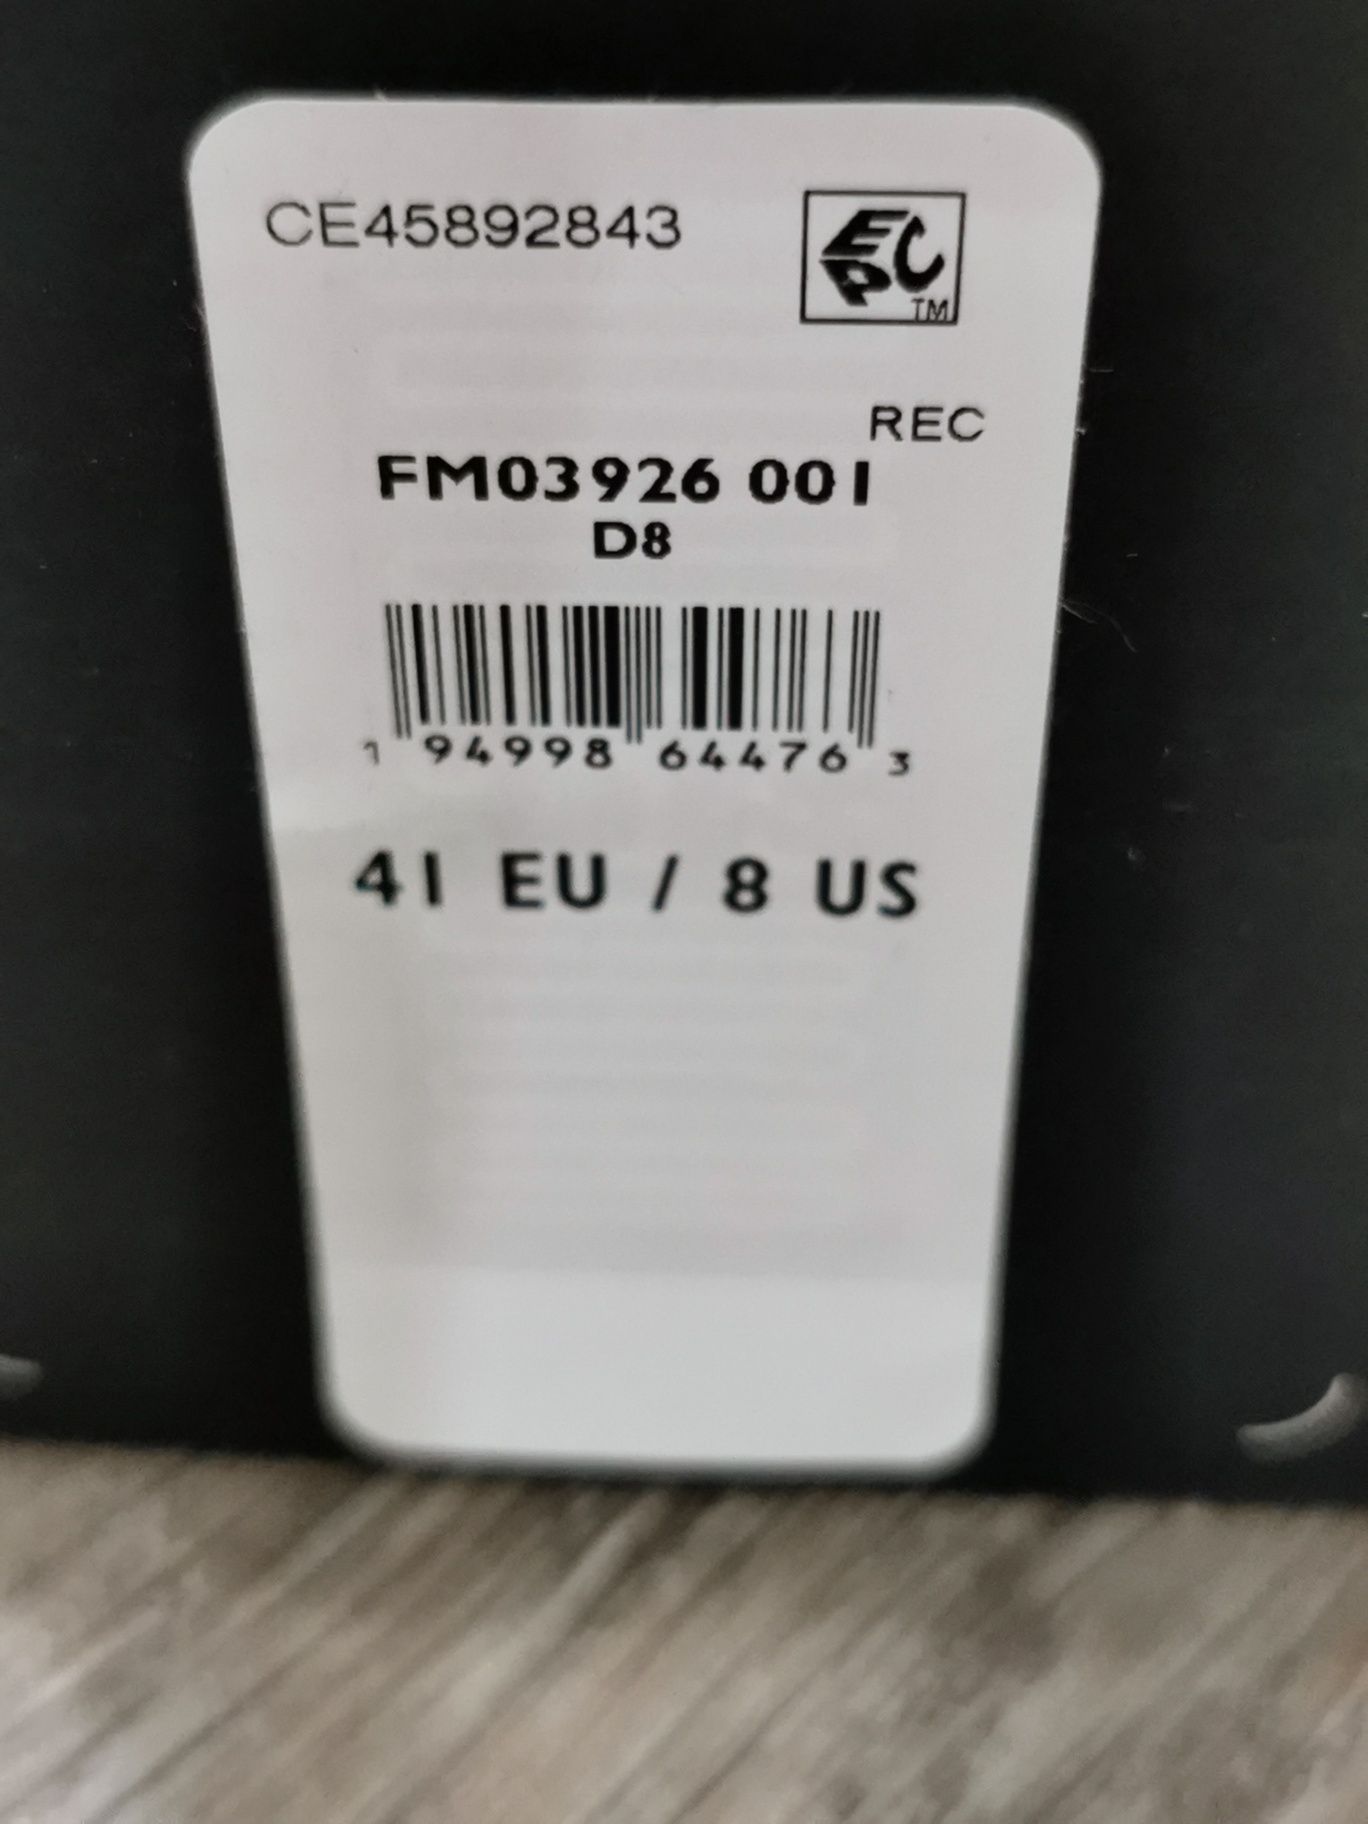 CE45892843
EPC
TM
REC
FM03926 001
D8
1 94998 64476 3
41 EU / 8 US